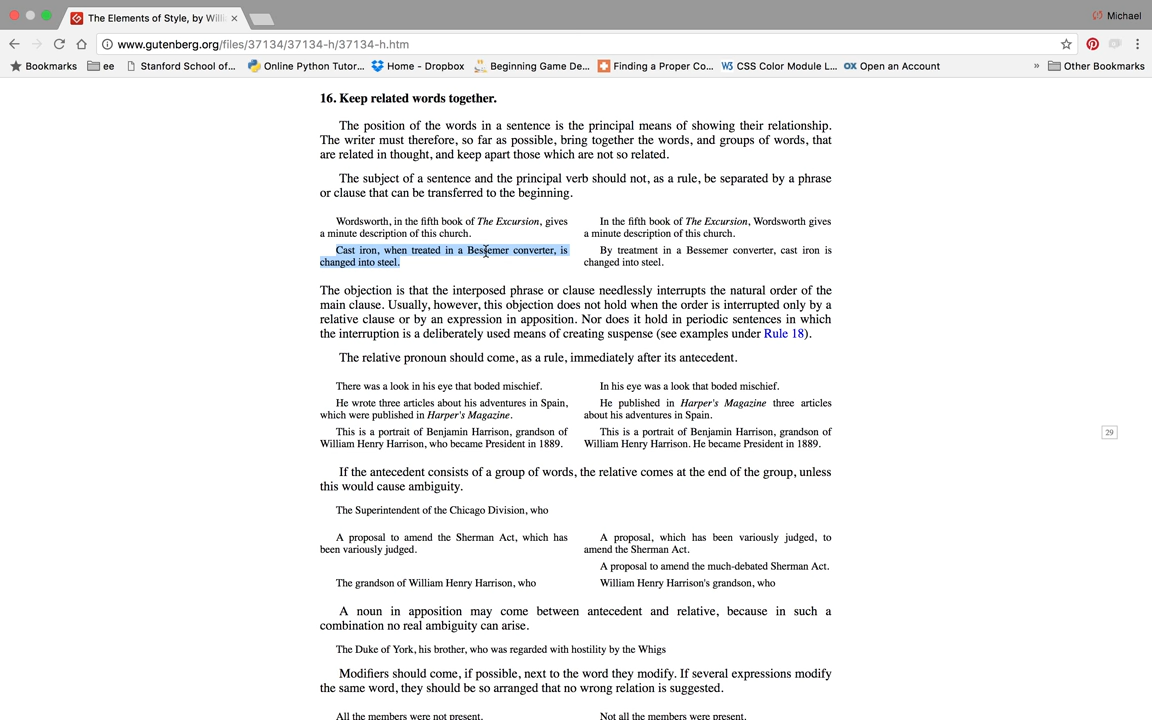 The Elements of Style, by Willi
Michael
www.gutenberg.org/files/37134/37134-h/37134-h.htm
Bookmarks ee Stanford School of... Online Python Tutor... Home - Dropbox Beginning Game De... Finding a Proper Co... W3 CSS Color Module L... OX Open an Account » Other Bookmarks
16. Keep related words together.
The position of the words in a sentence is the principal means of showing their relationship.
The writer must therefore, so far as possible, bring together the words, and groups of words, that
are related in thought, and keep apart those which are not so related.
The subject of a sentence and the principal verb should not, as a rule, be separated by a phrase
or clause that can be transferred to the beginning.
Wordsworth, in the fifth book of The Excursion, gives
a minute description of this church.
In the fifth book of The Excursion, Wordsworth gives
a minute description of this church.
Cast iron, when treated in a Bessemer converter, is
changed into steel.
By treatment in a Bessemer converter, cast iron is
changed into steel.
The objection is that the interposed phrase or clause needlessly interrupts the natural order of the
main clause. Usually, however, this objection does not hold when the order is interrupted only by a
relative clause or by an expression in apposition. Nor does it hold in periodic sentences in which
the interruption is a deliberately used means of creating suspense (see examples under Rule 18).
The relative pronoun should come, as a rule, immediately after its antecedent.
There was a look in his eye that boded mischief.
In his eye was a look that boded mischief.
He wrote three articles about his adventures in Spain,
which were published in Harper's Magazine.
He published in Harper's Magazine three articles
about his adventures in Spain.
This is a portrait of Benjamin Harrison, grandson of
William Henry Harrison, who became President in 1889.
This is a portrait of Benjamin Harrison, grandson of
William Henry Harrison. He became President in 1889.
29
If the antecedent consists of a group of words, the relative comes at the end of the group, unless
this would cause ambiguity.
The Superintendent of the Chicago Division, who
A proposal to amend the Sherman Act, which has
been variously judged.
A proposal, which has been variously judged, to
amend the Sherman Act.
A proposal to amend the much-debated Sherman Act.
The grandson of William Henry Harrison, who
William Henry Harrison's grandson, who
A noun in apposition may come between antecedent and relative, because in such a
combination no real ambiguity can arise.
The Duke of York, his brother, who was regarded with hostility by the Whigs
Modifiers should come, if possible, next to the word they modify. If several expressions modify
the same word, they should be so arranged that no wrong relation is suggested.
All the members were not present.
Not all the members were present.